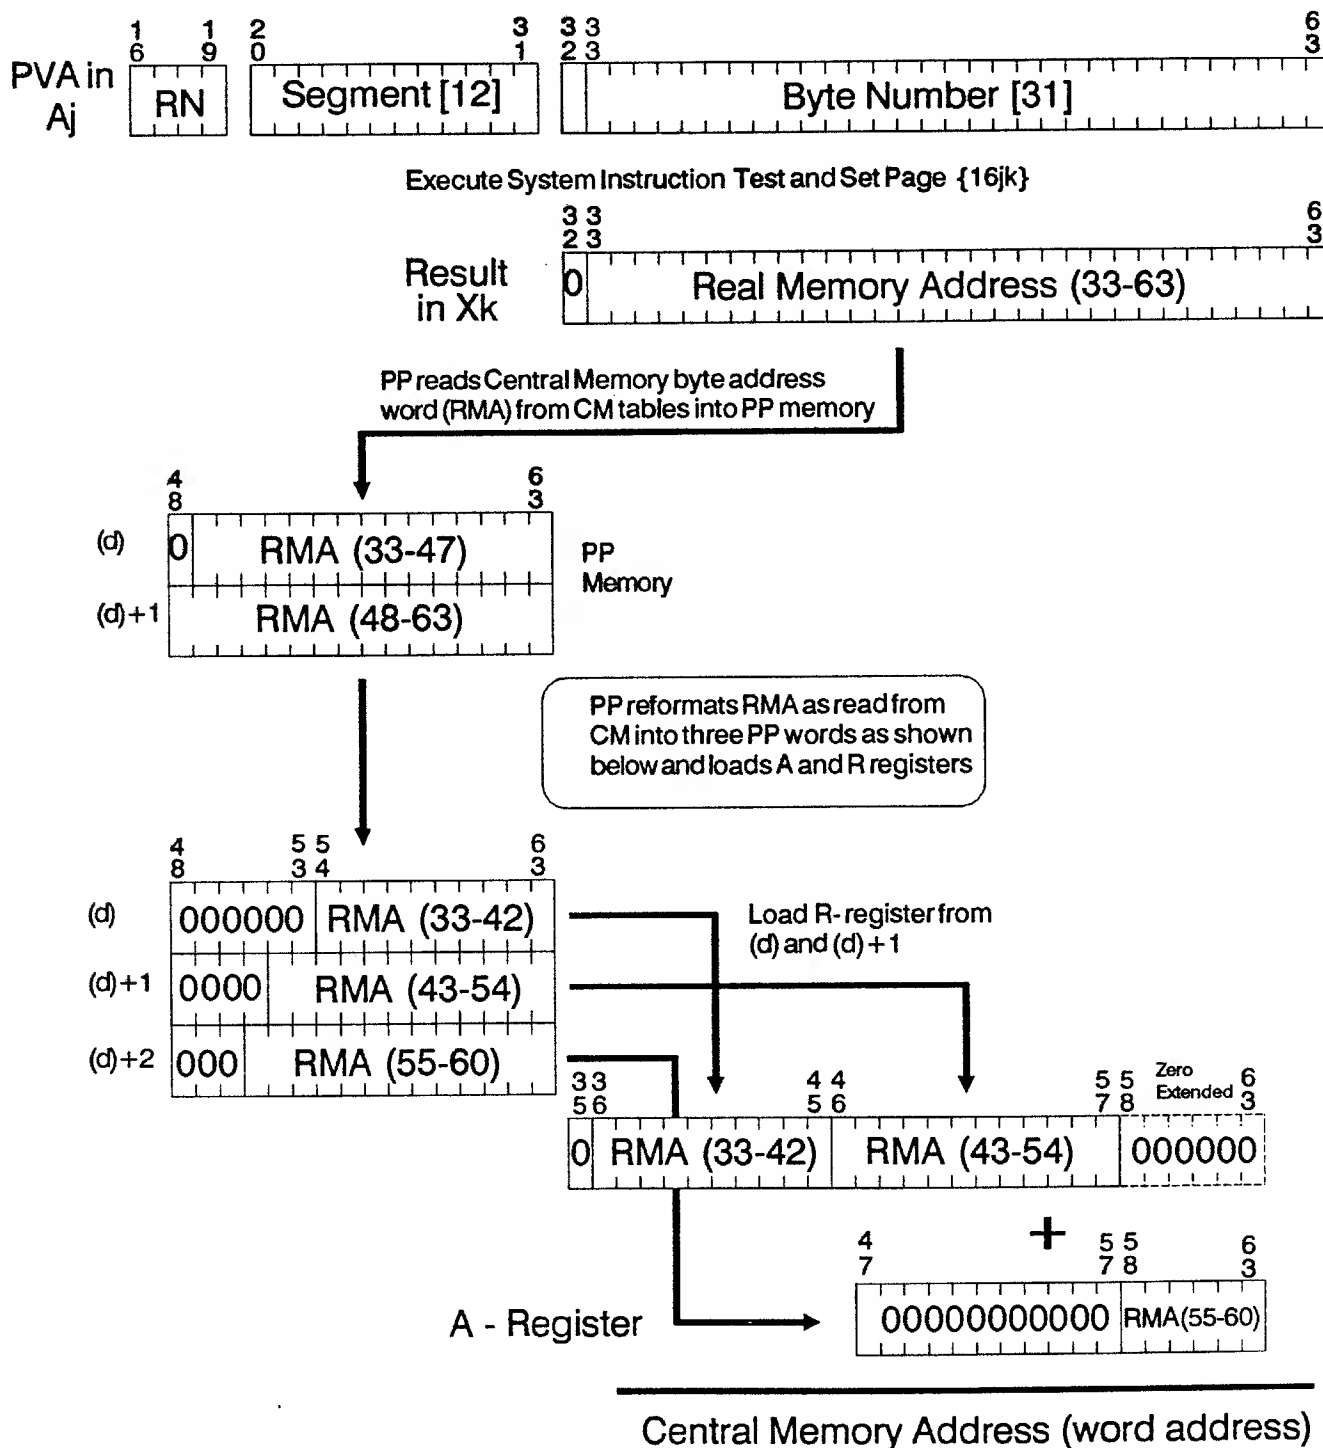 1 1 2 3 3 3 6
6 9 0 1 2 3 3
PVA in
Aj
RN Segment [12] Byte Number [31]
Execute System Instruction Test and Set Page {16jk}
3 3 6
2 3 3
Result
in Xk
0 Real Memory Address (33-63)
PP reads Central Memory byte address
word (RMA) from CM tables into PP memory
4 6
8 3
(d) 0 RMA (33-47)
PP
Memory
(d)+1 RMA (48-63)
PP reformats RMA as read from
CM into three PP words as shown
below and loads A and R registers
4 5 5 6
8 3 4 3
(d) 000000 RMA (33-42)
Load R-register from
(d) and (d)+1
(d)+1 0000 RMA (43-54)
(d)+2 000 RMA (55-60)
3 3 4 4 5 5 6
5 6 5 6 7 8 3
Zero
Extended
0 RMA (33-42) RMA (43-54) 000000
+
4 5 5 6
7 7 8 3
A - Register 00000000000 RMA(55-60)
Central Memory Address (word address)